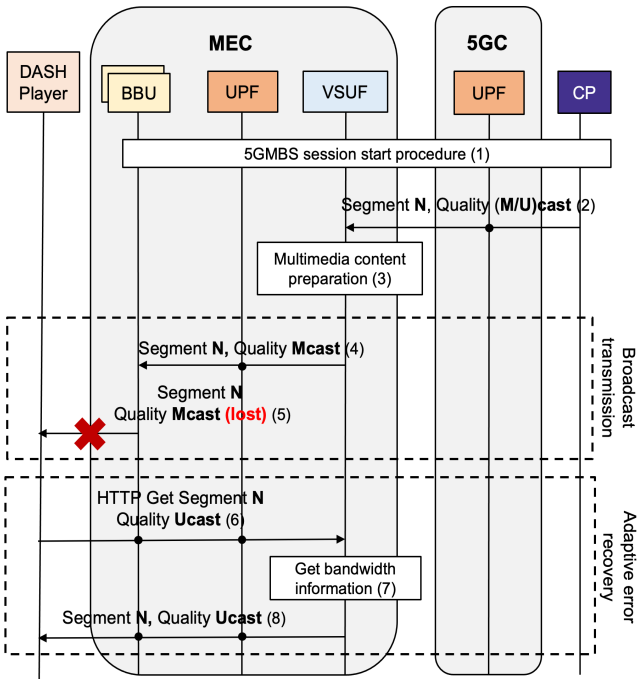 MEC
5GC
DASH
Player
BBU
UPF
VSUF
UPF
CP
5GMBS session start procedure (1)
Segment N, Quality (M/U)cast (2)
Multimedia content
preparation (3)
Segment N, Quality Mcast (4)
Segment N
Quality Mcast (lost) (5)
Broadcast
transmission
HTTP Get Segment N
Quality Ucast (6)
Get bandwidth
information (7)
Segment N, Quality Ucast (8)
Adaptive error
recovery